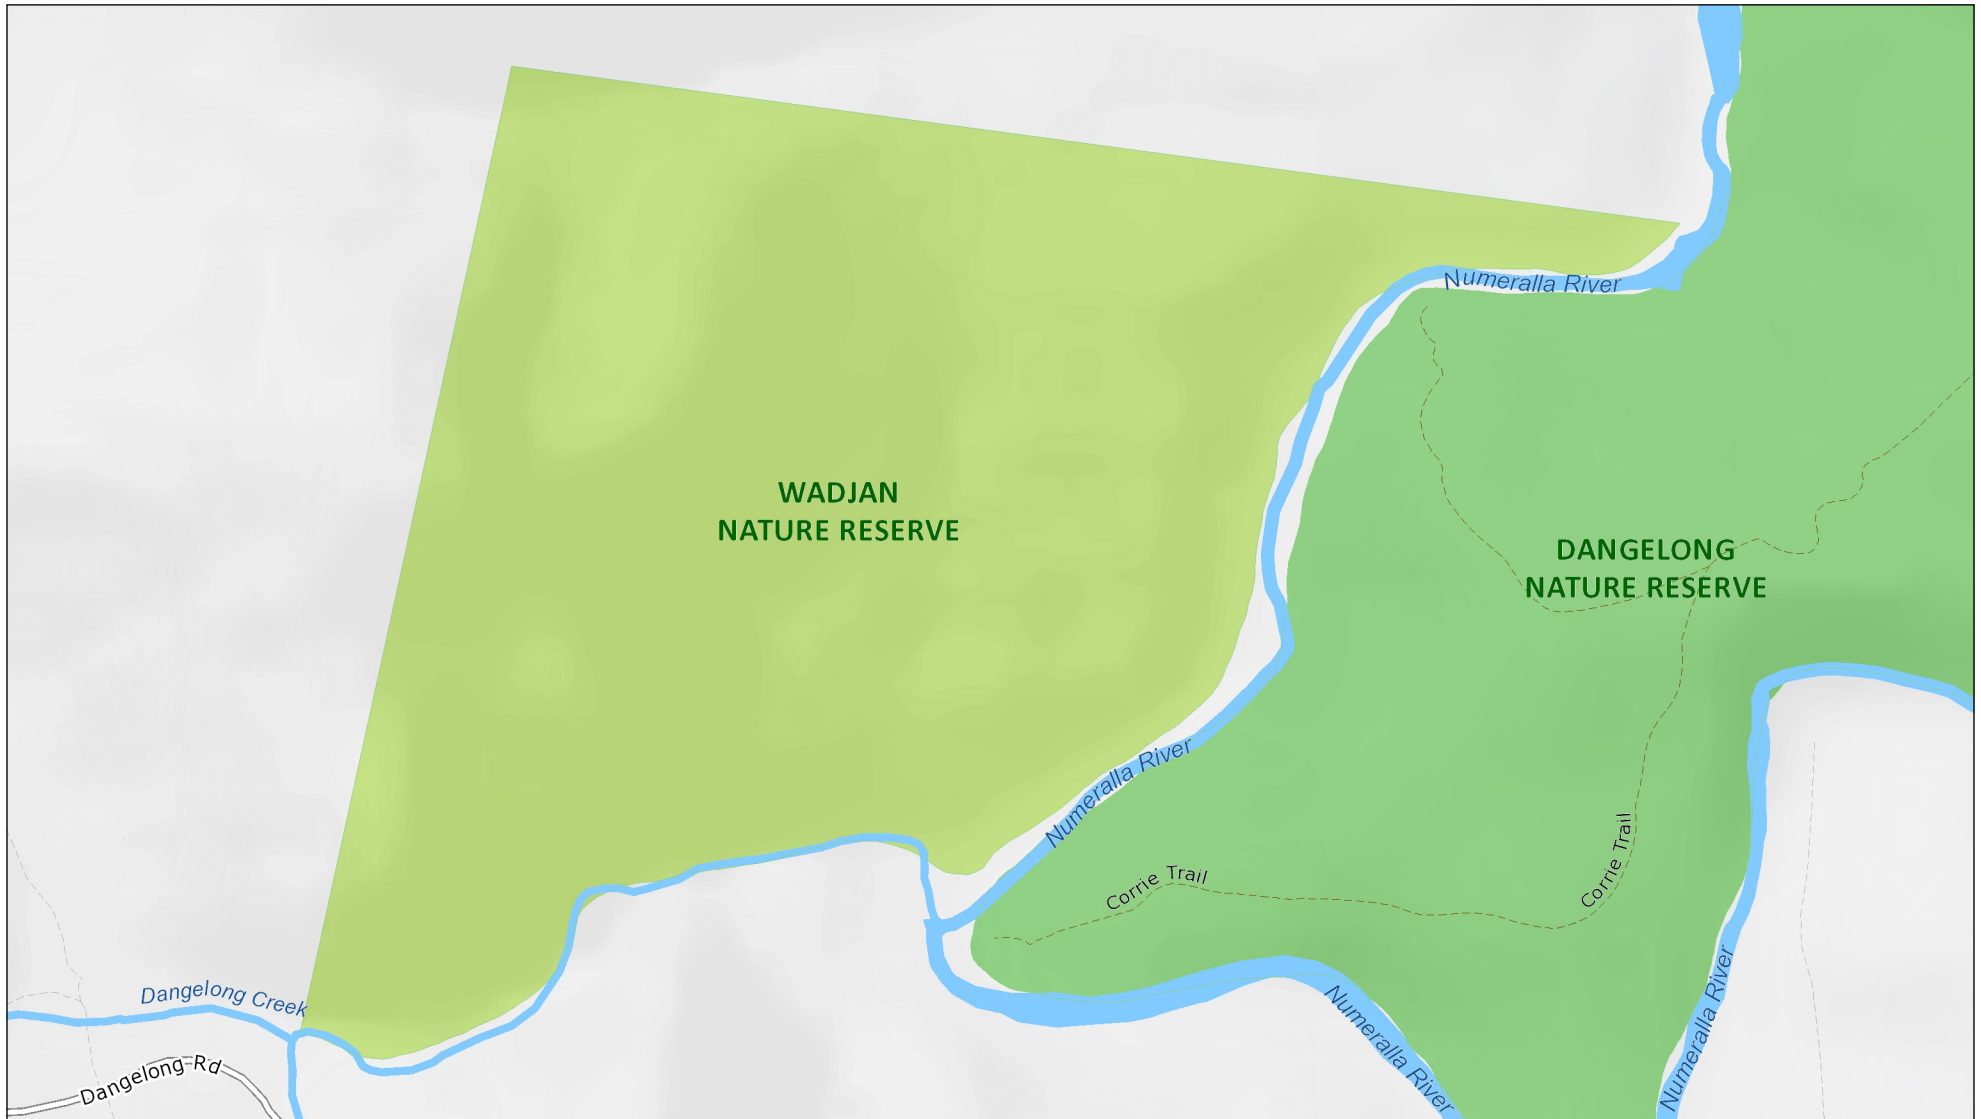 Numeralla River
WADJAN
NATURE RESERVE
DANGELONG
NATURE RESERVE
Numeralla River
Corrie Trail
Corrie Trail
Dangelong Creek
Numeralla River
Numeralla River
Dangelong Rd